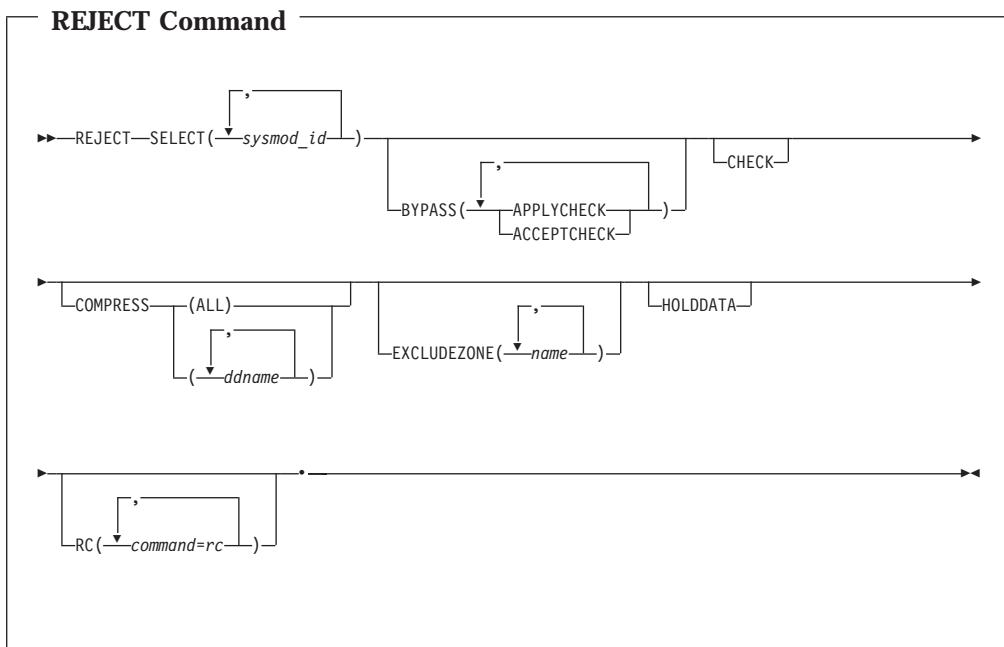 REJECT Command
,
REJECT SELECT( sysmod_id )
,
BYPASS( APPLYCHECK )
ACCEPTCHECK
CHECK
COMPRESS (ALL)
,
( ddname )
,
EXCLUDEZONE( name )
HOLDDATA
.
,
RC( command=rc )